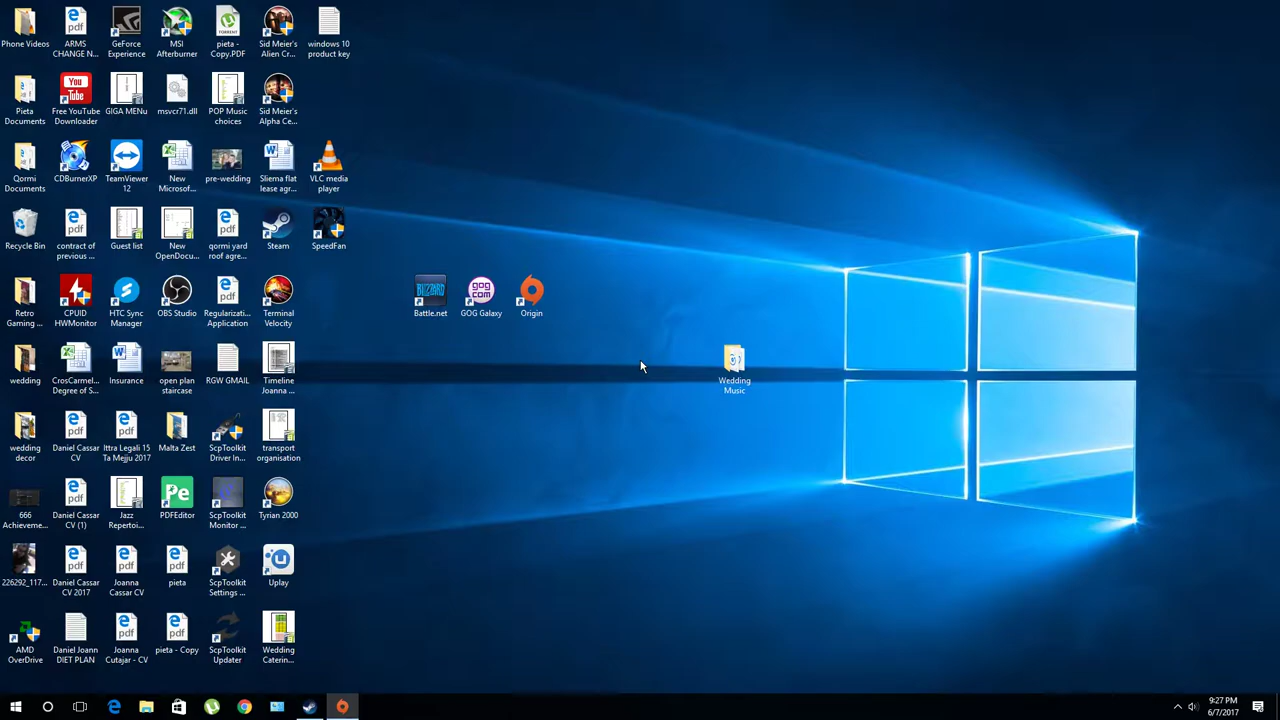 Phone Videos
ARMS
CHANGE N...
GeForce
Experience
MSI
Afterburner
pieta -
Copy.PDF
Sid Meier's
Alien Cr...
windows 10
product key
Pieta
Documents
Free YouTube
Downloader
GIGA MENu
msvcr71.dll
POP Music
choices
Sid Meier's
Alpha Ce...
Qormi
Documents
CDBurnerXP
TeamViewer
12
New
Microsof...
pre-wedding
Sliema flat
lease agr...
VLC media
player
Recycle Bin
contract of
previous ...
Guest list
New
OpenDocu...
qormi yard
roof agre...
Steam
SpeedFan
Retro
Gaming ...
CPUID
HWMonitor
HTC Sync
Manager
OBS Studio
Regularizati...
Application
Terminal
Velocity
Battle.net
GOG Galaxy
Origin
wedding
CrosCarmel...
Degree of S...
Insurance
open plan
staircase
RGW GMAIL
Timeline
Joanna ...
Wedding
Music
wedding
decor
Daniel Cassar
CV
Ittra Legali 15
Ta Mejju 2017
Malta Zest
ScpToolkit
Driver In...
transport
organisation
666
Achieveme...
Daniel Cassar
CV (1)
Jazz
Repertoi...
PDFEditor
ScpToolkit
Monitor ...
Tyrian 2000
226292_117...
Daniel Cassar
CV 2017
Joanna
Cassar CV
pieta
ScpToolkit
Settings ...
Uplay
AMD
OverDrive
Daniel Joann
DIET PLAN
Joanna
Cutajar - CV
pieta - Copy
ScpToolkit
Updater
Wedding
Caterin...
9:27 PM
6/7/2017